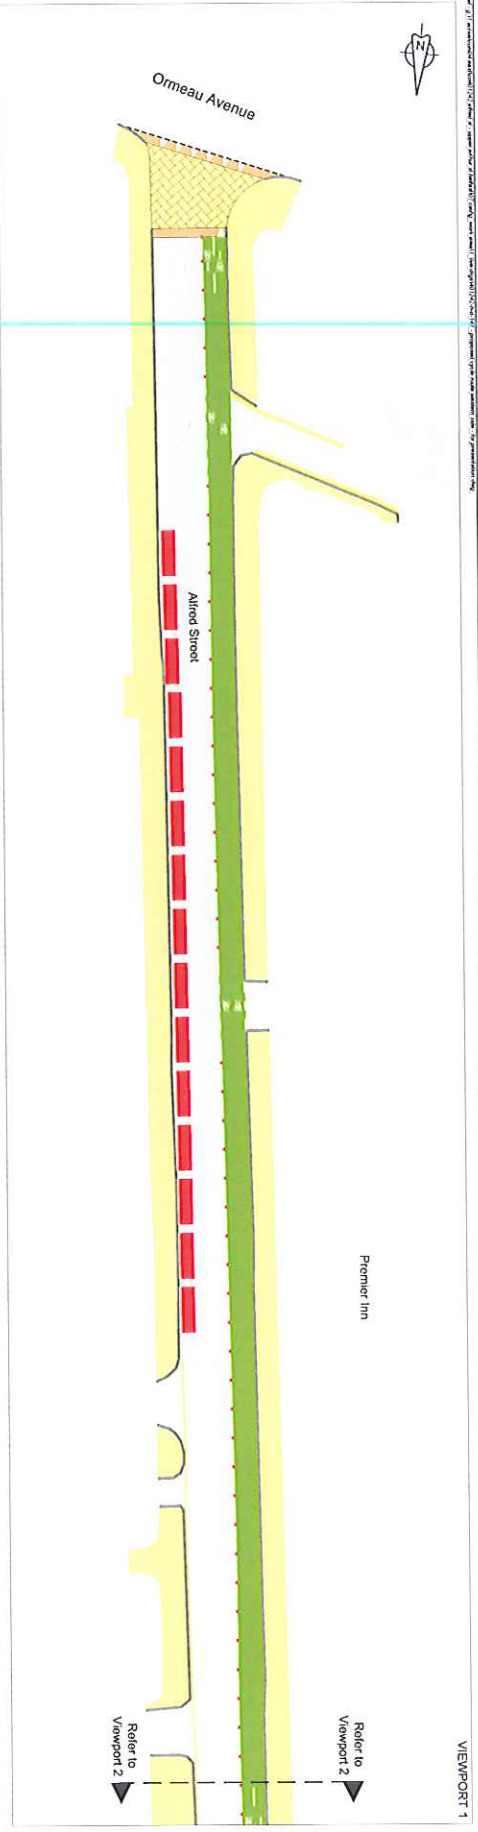 VIEWPORT 1
N
Ormeau Avenue
Alfred Street
Premier Inn
Refer to
Viewport 2
Refer to
Viewport 2